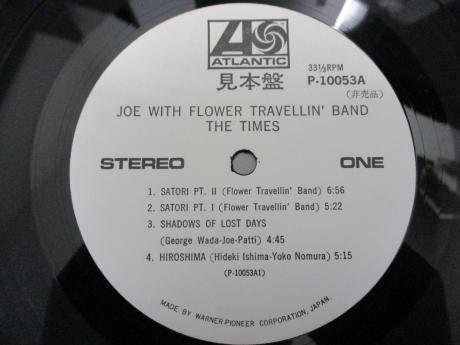 ATLANTIC
33⅓RPM
見本盤
P-10053A
(非売品)
JOE WITH FLOWER TRAVELLIN' BAND
THE TIMES
STEREO
ONE
1. SATORI PT. II (Flower Travellin' Band) 6:56
2. SATORI PT. I (Flower Travellin' Band) 5:22
3. SHADOWS OF LOST DAYS
(George Wada-Joe-Patti) 4:45
4. HIROSHIMA (Hideki Ishima-Yoko Nomura) 5:15
(P-10053A1)
MADE BY WARNER-PIONEER CORPORATION, JAPAN.